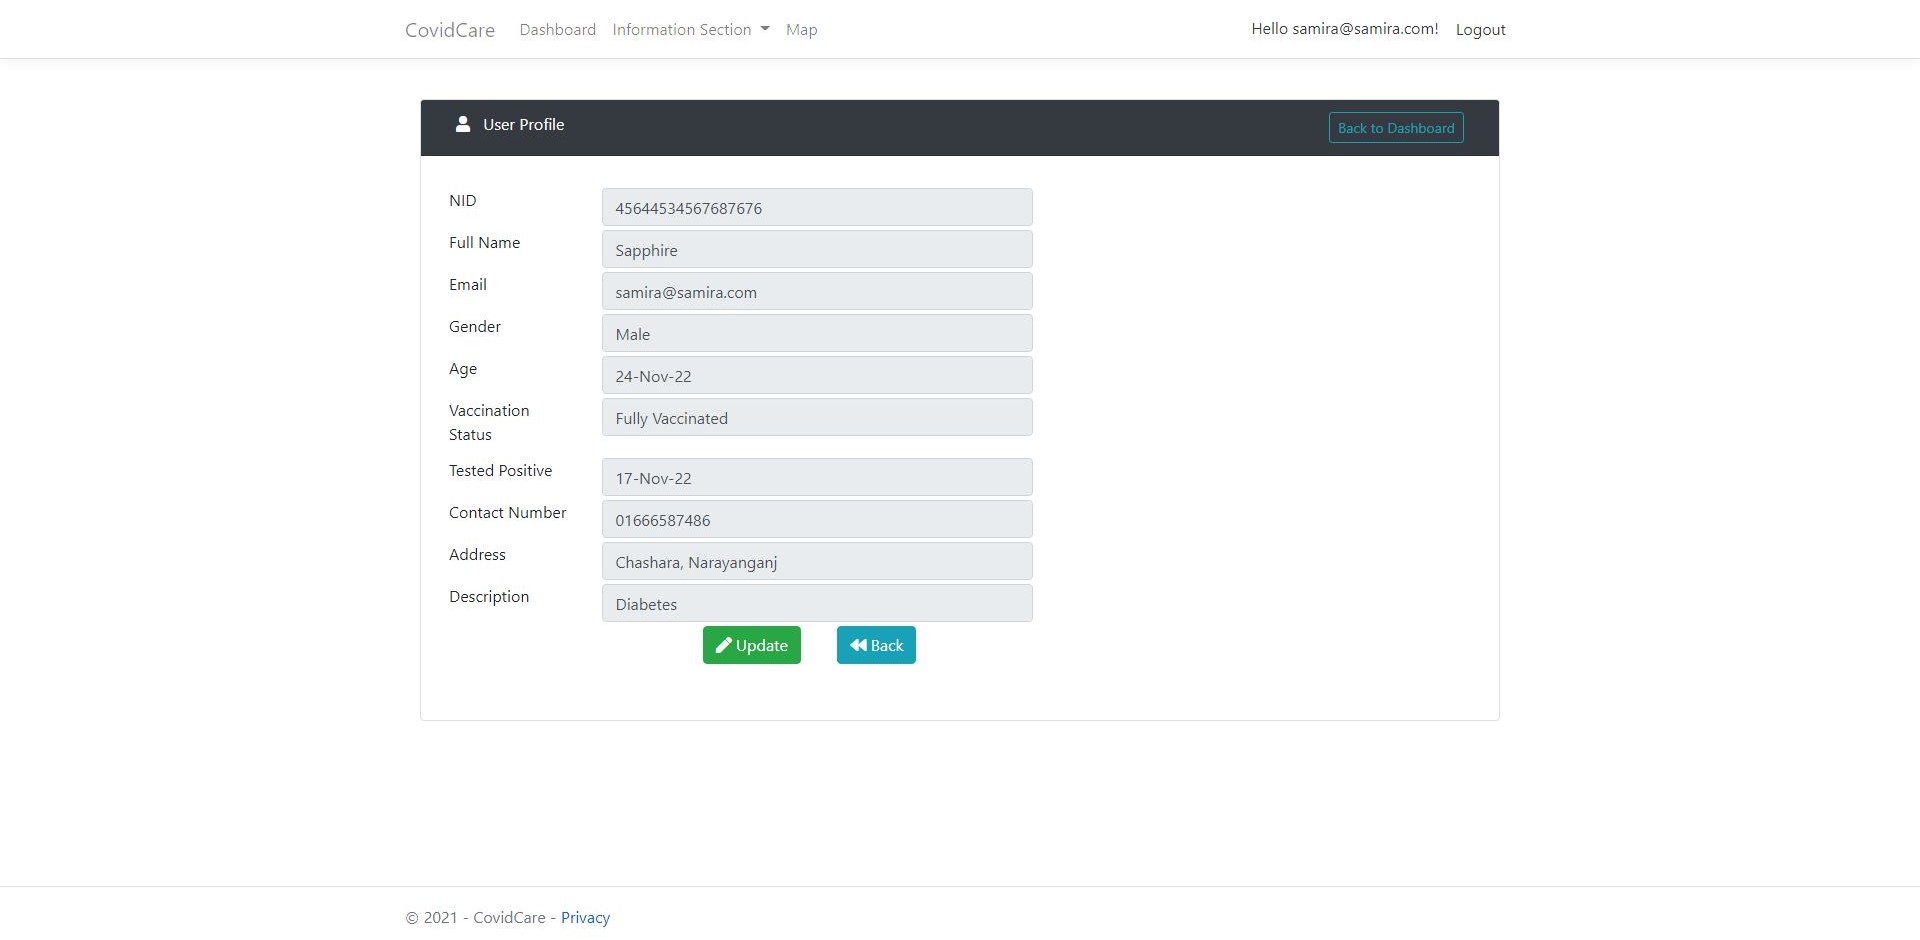 CovidCare Dashboard Information Section Map Hello samira@samira.com! Logout
User Profile Back to Dashboard
NID 45644534567687676
Full Name Sapphire
Email samira@samira.com
Gender Male
Age 24-Nov-22
Vaccination Status Fully Vaccinated
Tested Positive 17-Nov-22
Contact Number 01666587486
Address Chashara, Narayanganj
Description Diabetes
Update Back
© 2021 - CovidCare - Privacy